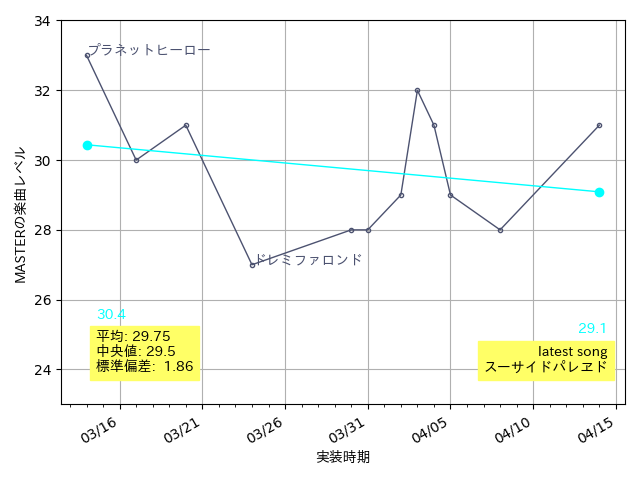 34
32
30
28
26
24
MASTERの楽曲レベル
プラネットヒーロー
ドレミファロンド
30.4
平均: 29.75
中央値: 29.5
標準偏差:  1.86
29.1
latest song
スーサイドパレヱド
03/16
03/21
03/26
03/31
04/05
04/10
04/15
実装時期